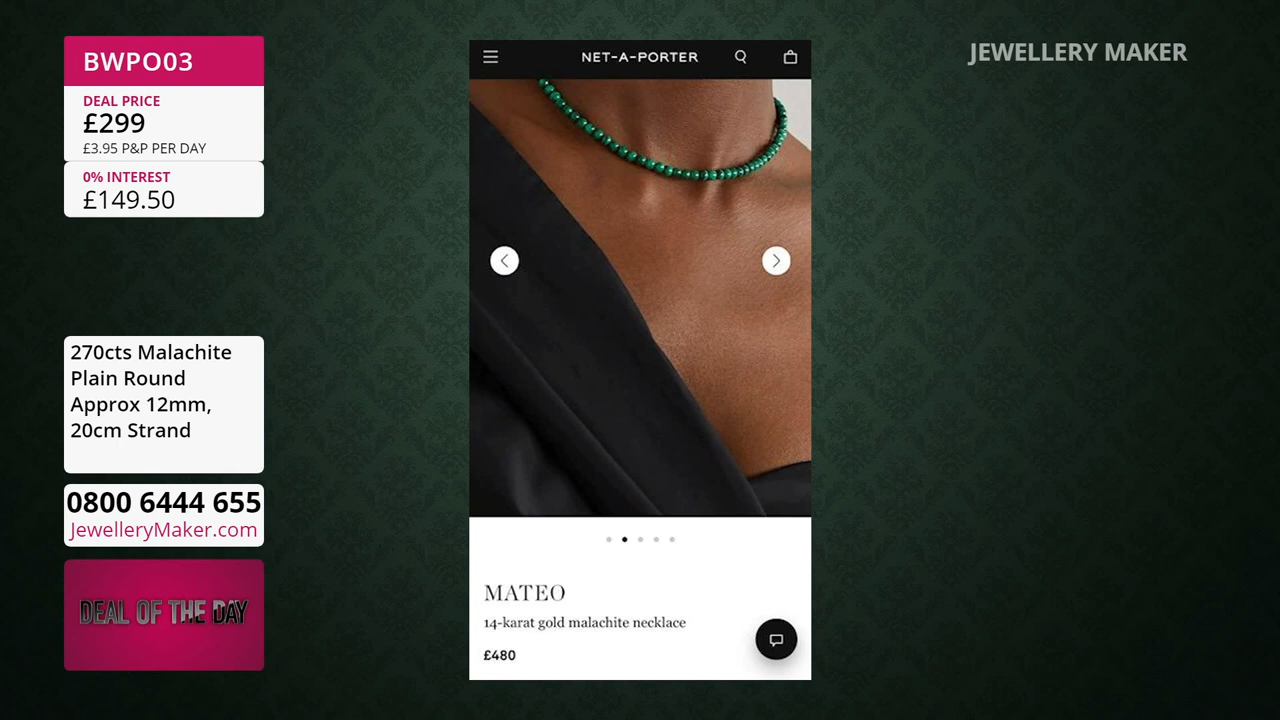 BWPO03
DEAL PRICE
£299
£3.95 P&P PER DAY
0% INTEREST
£149.50
270cts Malachite
Plain Round
Approx 12mm,
20cm Strand
0800 6444 655
JewelleryMaker.com
DEAL OF THE DAY
NET-A-PORTER
MATEO
14-karat gold malachite necklace
£480
JEWELLERY MAKER